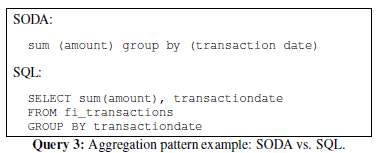 SODA:
sum (amount) group by (transaction date)
SQL:
SELECT sum(amount), transactiondate
FROM fi_transactions
GROUP BY transactiondate
Query 3: Aggregation pattern example: SODA vs. SQL.